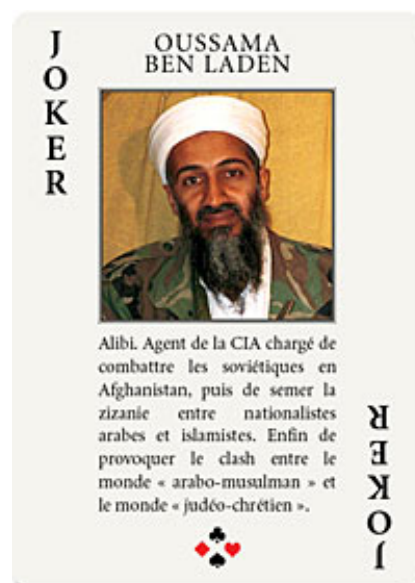 JOKER
OUSSAMA
BEN LADEN
Alibi. Agent de la CIA chargé de
combattre les soviétiques en
Afghanistan, puis de semer la
zizanie entre nationalistes
arabes et islamistes. Enfin de
provoquer le clash entre le
monde « arabo-musulman » et
le monde « judéo-chrétien ».
JOKER